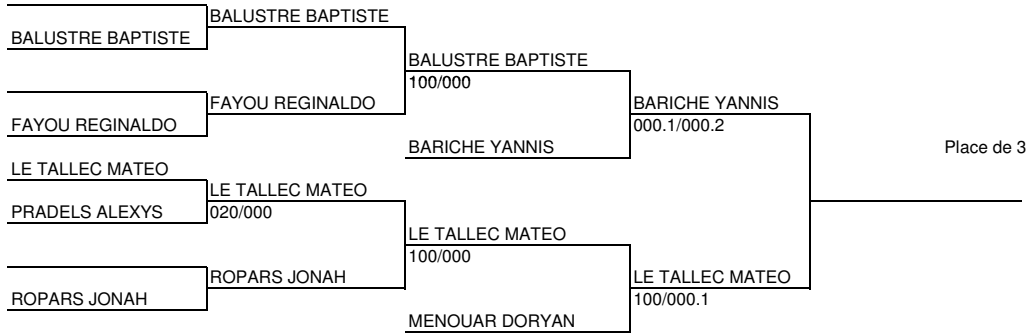 BALUSTRE BAPTISTE
BALUSTRE BAPTISTE
BALUSTRE BAPTISTE
100/000
FAYOU REGINALDO
BARICHE YANNIS
FAYOU REGINALDO
000.1/000.2
BARICHE YANNIS
Place de 3
LE TALLEC MATEO
LE TALLEC MATEO
PRADELS ALEXYS
020/000
LE TALLEC MATEO
100/000
ROPARS JONAH
LE TALLEC MATEO
ROPARS JONAH
100/000.1
MENOUAR DORYAN